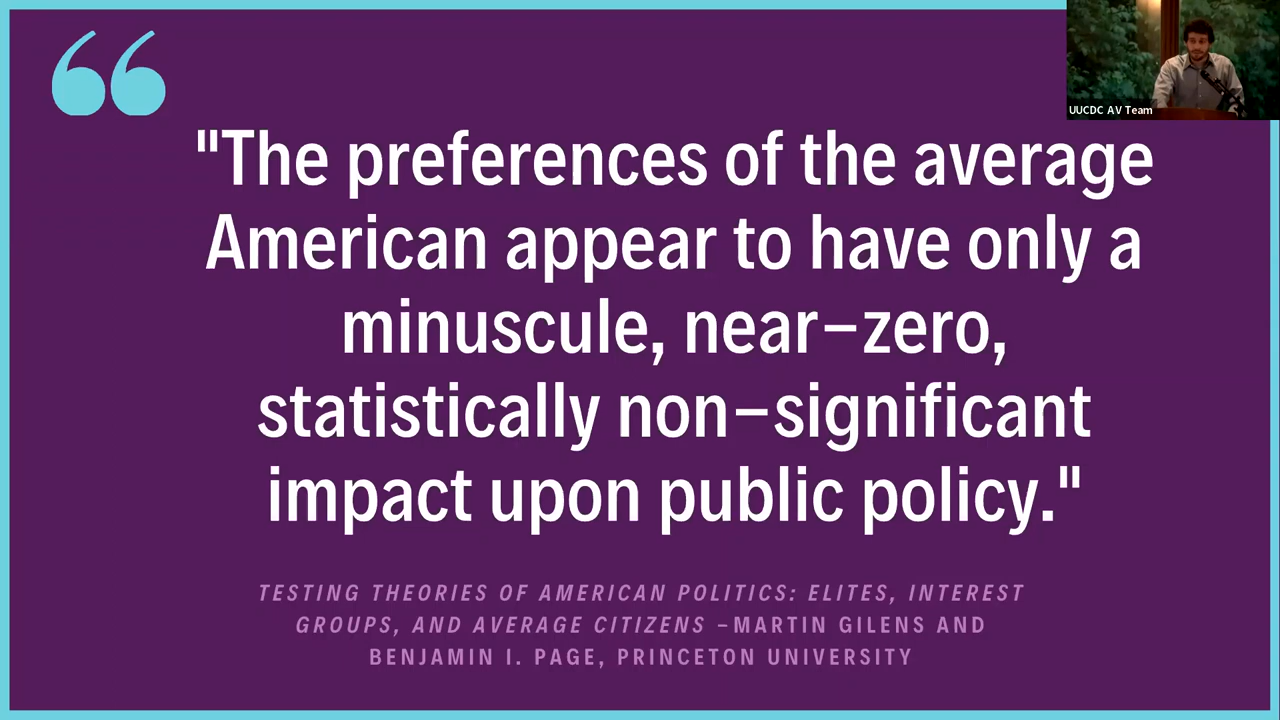 UUCDC AV Team
"The preferences of the average
American appear to have only a
minuscule, near–zero,
statistically non–significant
impact upon public policy."
TESTING THEORIES OF AMERICAN POLITICS: ELITES, INTEREST
GROUPS, AND AVERAGE CITIZENS –MARTIN GILENS AND
BENJAMIN I. PAGE, PRINCETON UNIVERSITY